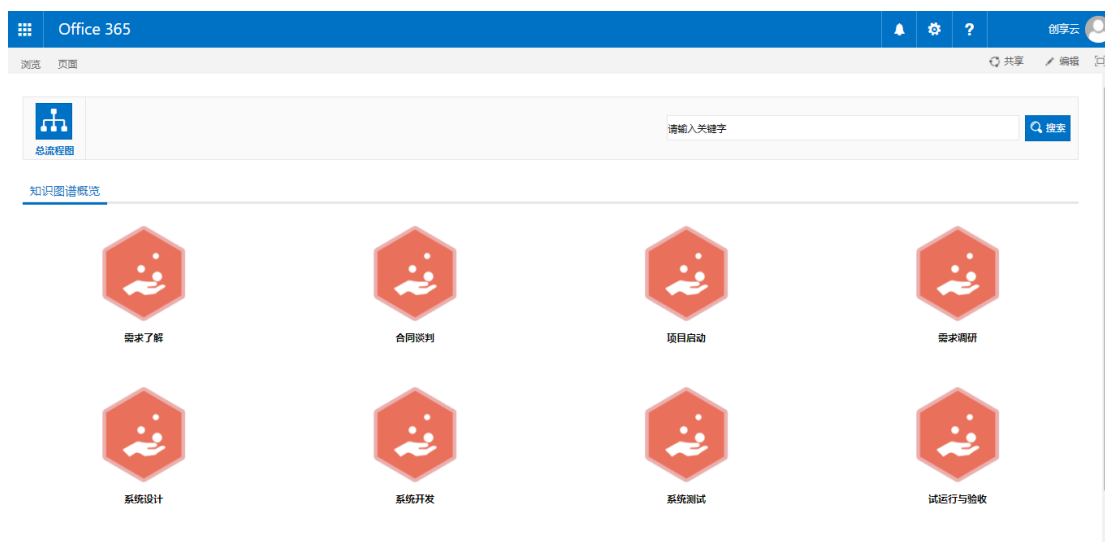 Office 365
?
创享云
浏览 页面
共享 编辑
总流程图
请输入关键字
搜索
知识图谱概览
需求了解 合同谈判 项目启动 需求调研
系统设计 系统开发 系统测试 试运行与验收